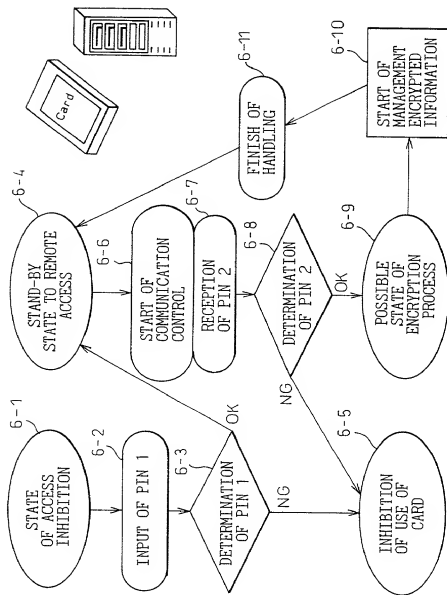 6-1
STATE
OF ACCESS
INHIBITION
6-2
INPUT OF PIN 1
6-3
DETERMINATION
OF PIN 1
OK
NG
6-5
INHIBITION
OF USE OF
CARD
6-4
STAND-BY
STATE TO REMOTE
ACCESS
6-6
START OF
COMMUNICATION
CONTROL
6-7
RECEPTION
OF PIN 2
6-8
DETERMINATION
OF PIN 2
NG
OK
6-9
POSSIBLE
STATE OF
ENCRYPTION
PROCESS
6-10
START OF
MANAGEMENT
ENCRYPTED
INFORMATION
6-11
FINISH OF
HANDLING
Card